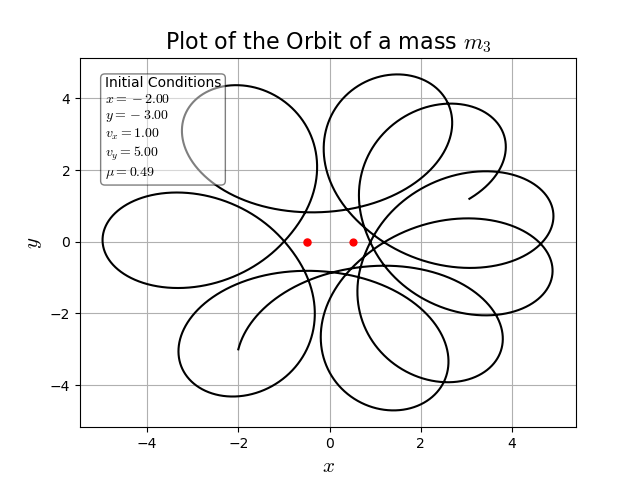 Plot of the Orbit of a mass m₃
Initial Conditions
x = −2.00
y = −3.00
vₓ = 1.00
v_y = 5.00
μ = 0.49
4
2
0
−2
−4
y
−4 −2 0 2 4
x